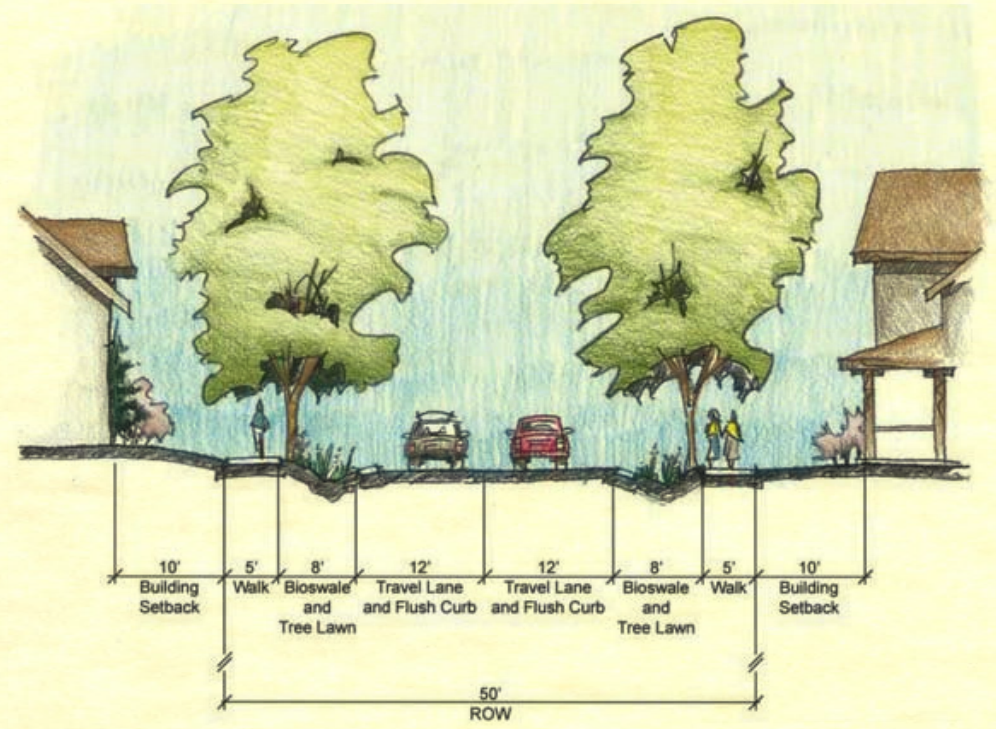 10' 5' 8' 12' 12' 8' 5' 10'
Building Walk Bioswale Travel Lane Travel Lane Bioswale Walk Building
Setback and and Flush Curb and Flush Curb and Setback
Tree Lawn Tree Lawn
50'
ROW